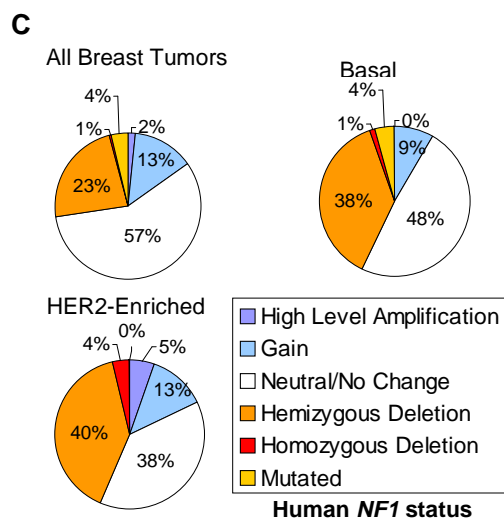 C
All Breast Tumors
4%
2%
1%
13%
23%
57%
Basal
4%
0%
1%
9%
38%
48%
HER2-Enriched
0%
4%
5%
13%
40%
38%
High Level Amplification
Gain
Neutral/No Change
Hemizygous Deletion
Homozygous Deletion
Mutated
Human NF1 status